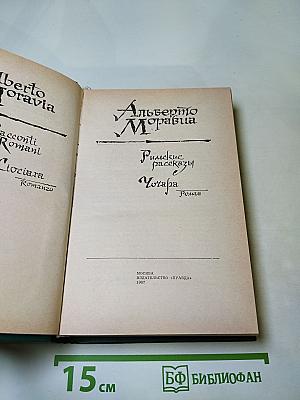 lberto
oravia
acconti
Romani
Ciociara
Romanzo
Альберто
Моравиа
Римские
рассказы
Чочара
Роман
МОСКВА
ИЗДАТЕЛЬСТВО «ПРАВДА»
1987
15 см
БФ БИБЛИОФАН